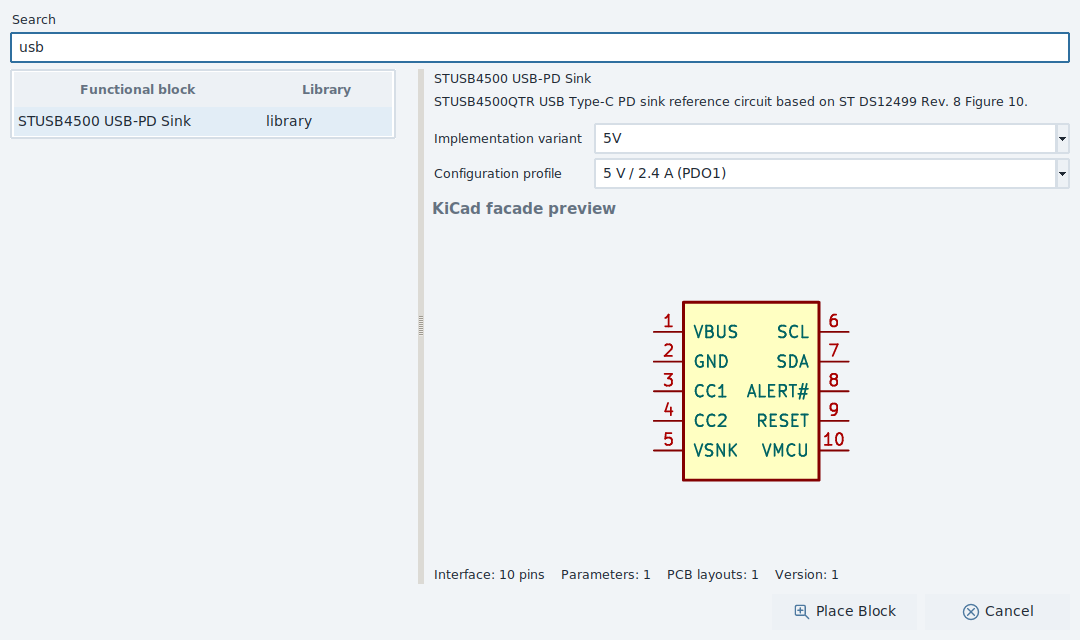 Search
usb
Functional block Library
STUSB4500 USB-PD Sink library
STUSB4500 USB-PD Sink
STUSB4500QTR USB Type-C PD sink reference circuit based on ST DS12499 Rev. 8 Figure 10.
Implementation variant 5V
Configuration profile 5 V / 2.4 A (PDO1)
KiCad facade preview
1 VBUS SCL 6
2 GND SDA 7
3 CC1 ALERT# 8
4 CC2 RESET 9
5 VSNK VMCU 10
Interface: 10 pins Parameters: 1 PCB layouts: 1 Version: 1
Place Block Cancel